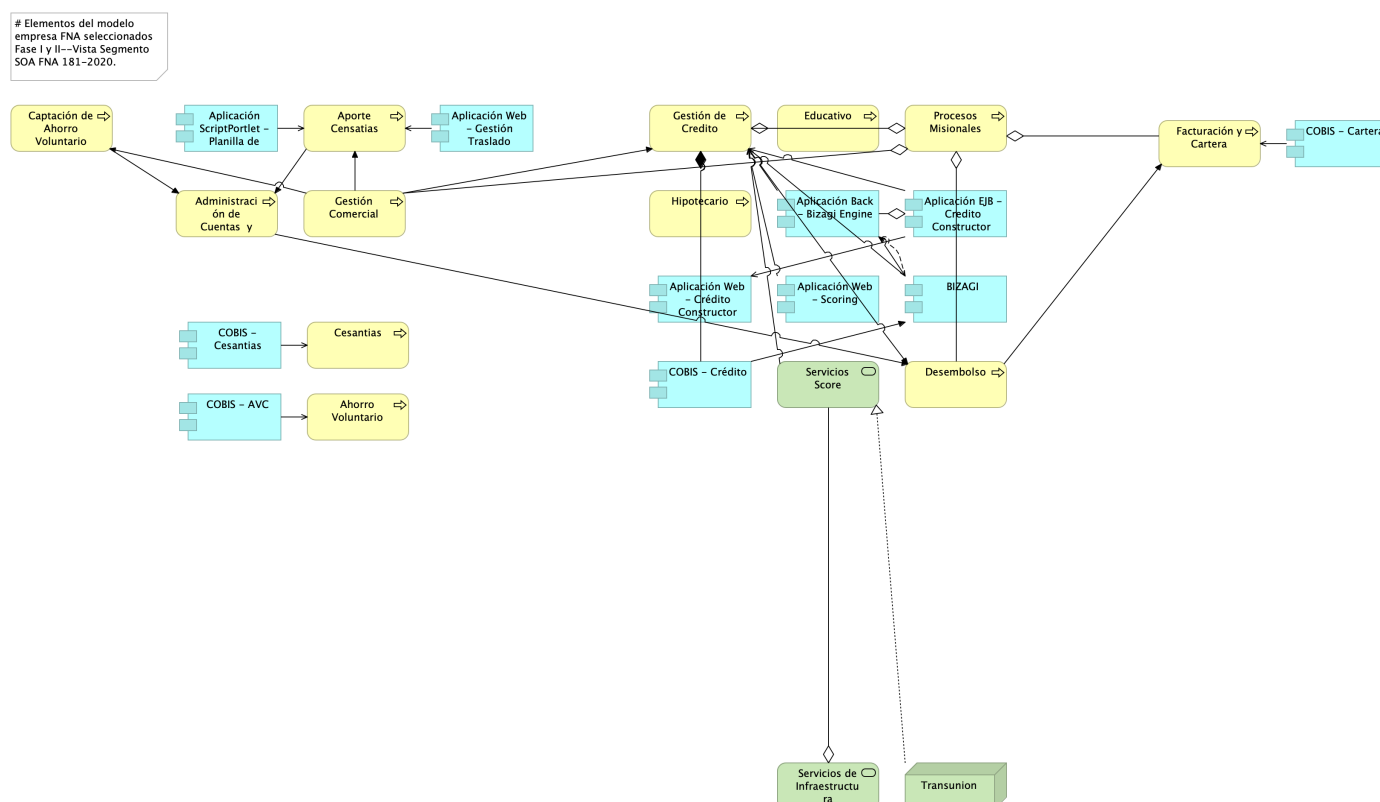 # Elementos del modelo
empresa FNA seleccionados
Fase I y II--Vista Segmento
SOA FNA 181-2020.
Captación de
Ahorro
Voluntario
Aplicación
ScriptPortlet -
Planilla de
Aporte
Censatias
Aplicación Web
- Gestión
Traslado
Gestión de
Credito
Educativo
Procesos
Misionales
Facturación y
Cartera
COBIS - Cartera
Administraci
ón de
Cuentas y
Gestión
Comercial
Hipotecario
Aplicación Back
- Bizagi Engine
Aplicación EJB -
Credito
Constructor
Aplicación Web
- Crédito
Constructor
Aplicación Web
- Scoring
BIZAGI
COBIS -
Cesantias
Cesantias
COBIS - Crédito
Servicios
Score
Desembolso
COBIS - AVC
Ahorro
Voluntario
Servicios de
Infraestructu
ra
Transunion